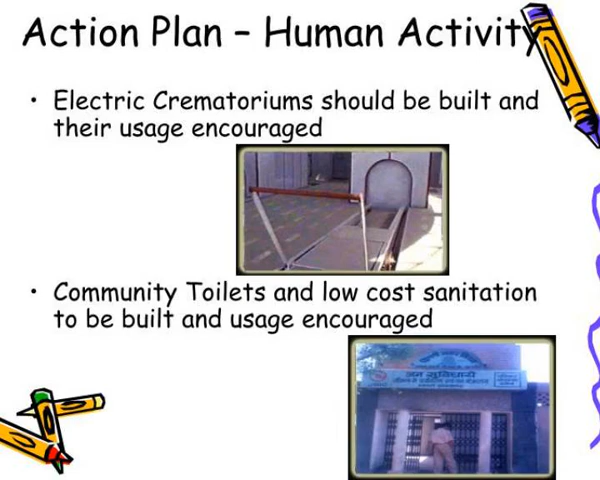 Action Plan – Human Activity
• Electric Crematoriums should be built and
their usage encouraged
• Community Toilets and low cost sanitation
to be built and usage encouraged
जन सुविधायें